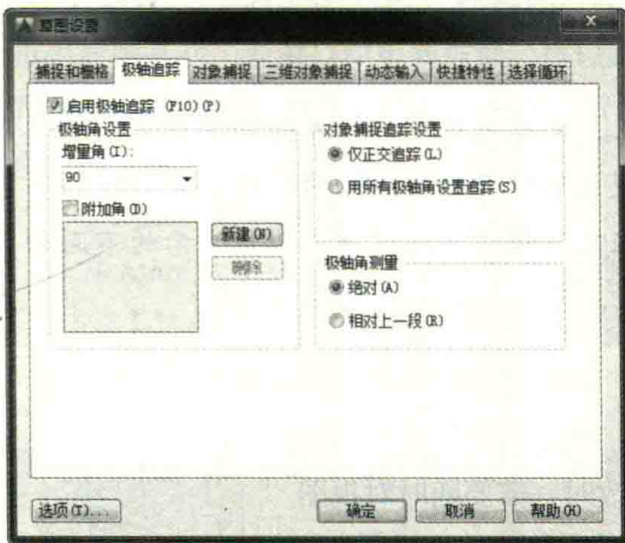 草图设置
捕捉和栅格 极轴追踪 对象捕捉 三维对象捕捉 动态输入 快捷特性 选择循环
启用极轴追踪 (F10)(P)
极轴角设置
增量角(I):
90
附加角(D)
新建(N)
删除
对象捕捉追踪设置
仅正交追踪(L)
用所有极轴角设置追踪(S)
极轴角测量
绝对(A)
相对上一段(R)
选项(T)...
确定 取消 帮助(H)